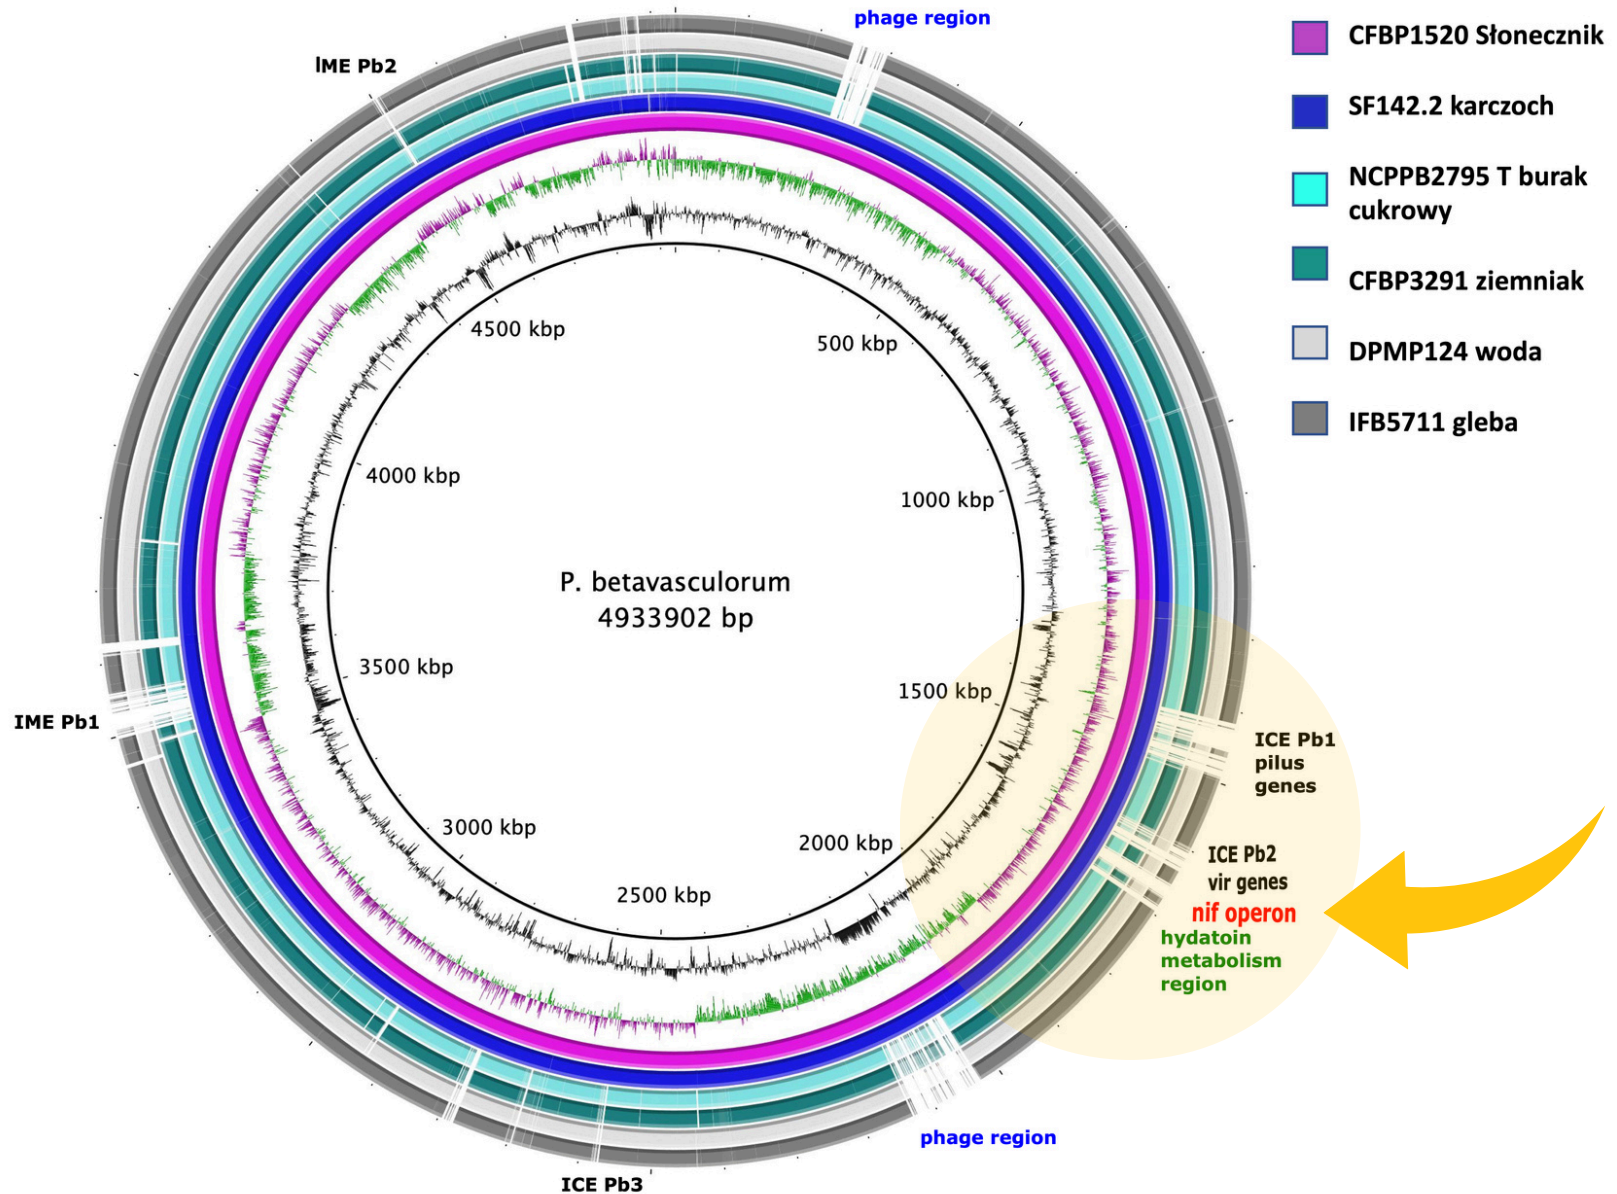 phage region
IME Pb2
CFBP1520 Słonecznik
SF142.2 karczoch
NCPPB2795 T burak
cukrowy
CFBP3291 ziemniak
DPMP124 woda
IFB5711 gleba
4500 kbp
500 kbp
4000 kbp
1000 kbp
P. betavasculorum
4933902 bp
3500 kbp
1500 kbp
IME Pb1
ICE Pb1
pilus
genes
3000 kbp
2000 kbp
2500 kbp
ICE Pb2
vir genes
nif operon
hydatoin
metabolism
region
phage region
ICE Pb3